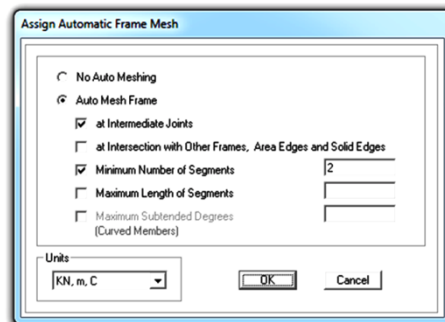 Assign Automatic Frame Mesh
No Auto Meshing
Auto Mesh Frame
at Intermediate Joints
at Intersection with Other Frames, Area Edges and Solid Edges
Minimum Number of Segments 2
Maximum Length of Segments
Maximum Subtended Degrees
(Curved Members)
Units
KN, m, C OK Cancel